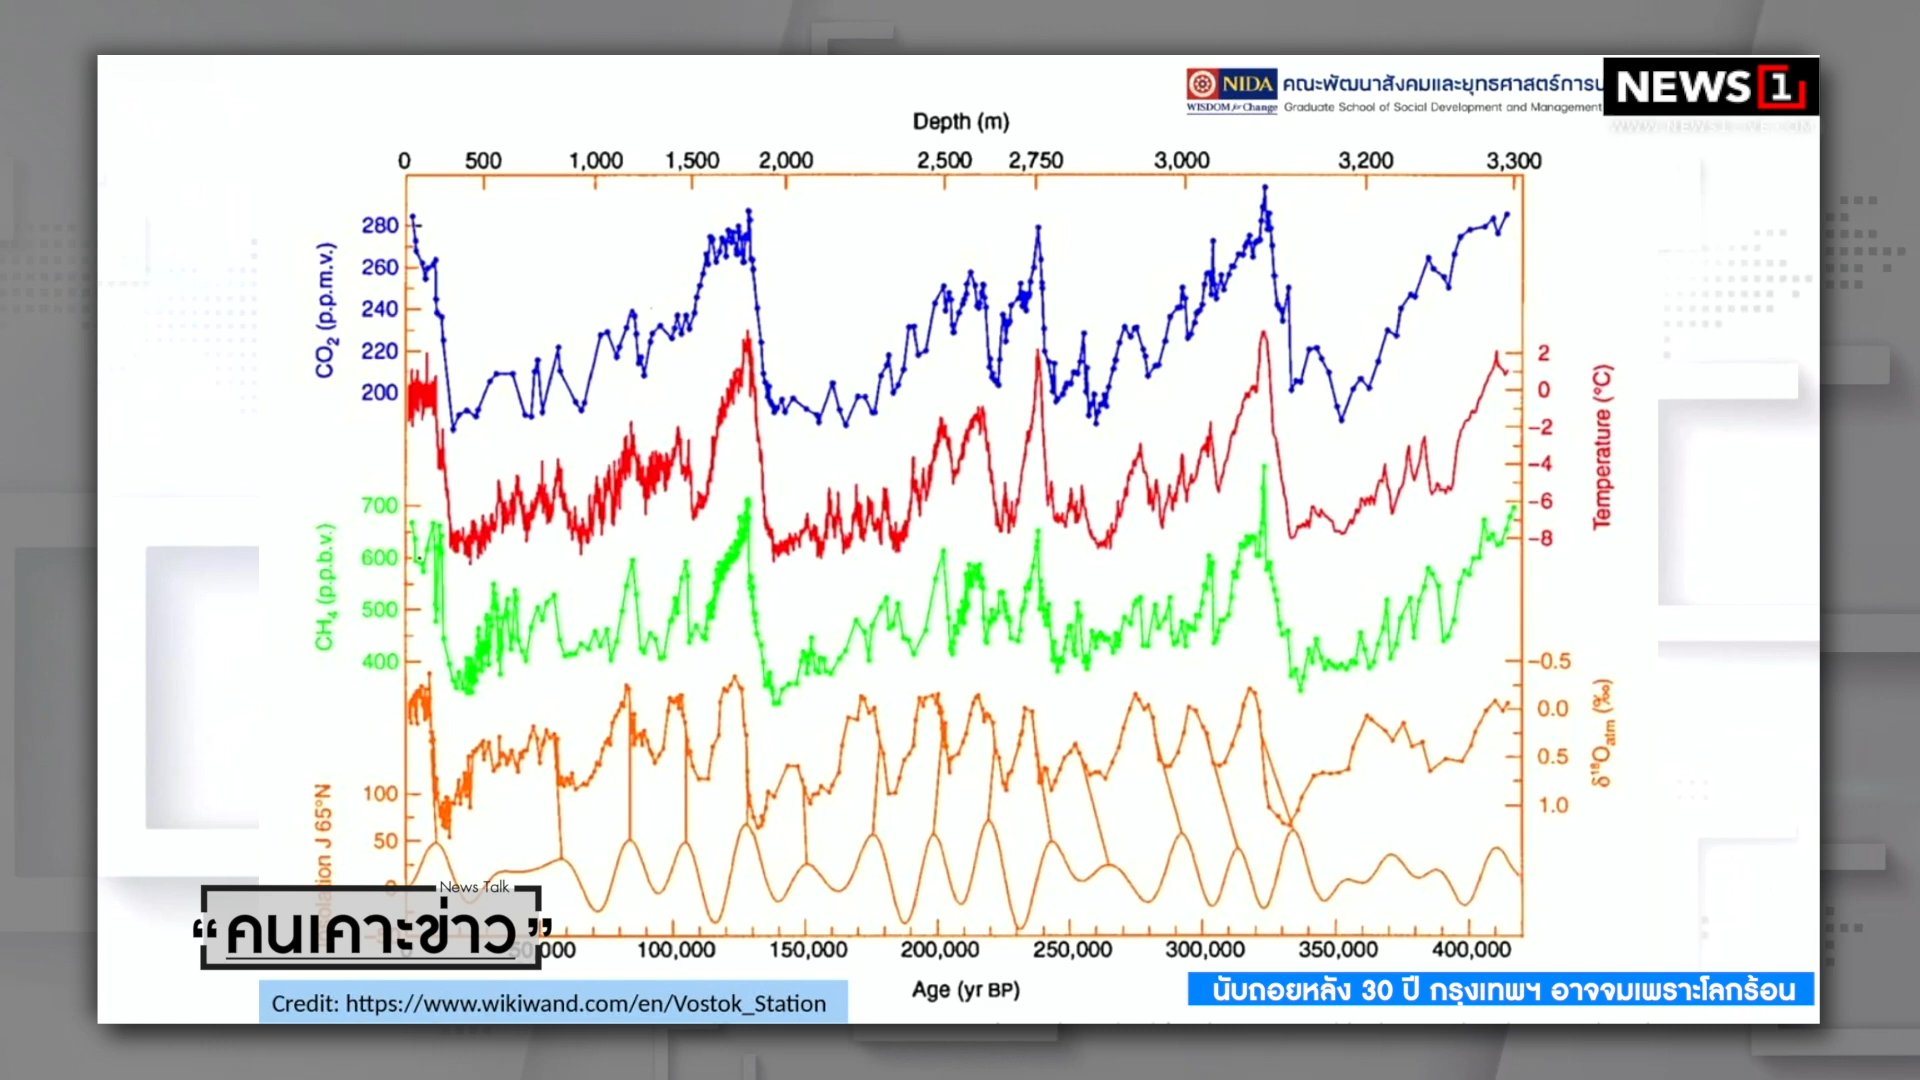 NIDA คณะพัฒนาสังคมและยุทธศาสตร์การบ
WISDOM for Change Graduate School of Social Development and Management
NEWS 1
WWW.NEWS1LIVE.COM
Depth (m)
0 500 1,000 1,500 2,000 2,500 2,750 3,000 3,200 3,300
CO2 (p.p.m.v.)
280
260
240
220
200
Temperature (°C)
2
0
−2
−4
−6
−8
CH4 (p.p.b.v.)
700
600
500
400
δ18Oatm (‰)
−0.5
0.0
0.5
1.0
100
50
0
J 65°N
100,000 150,000 200,000 250,000 300,000 350,000 400,000
Age (yr BP)
News Talk
“คนเคาะข่าว”
Credit: https://www.wikiwand.com/en/Vostok_Station
นับถอยหลัง 30 ปี กรุงเทพฯ อาจจมเพราะโลกร้อน